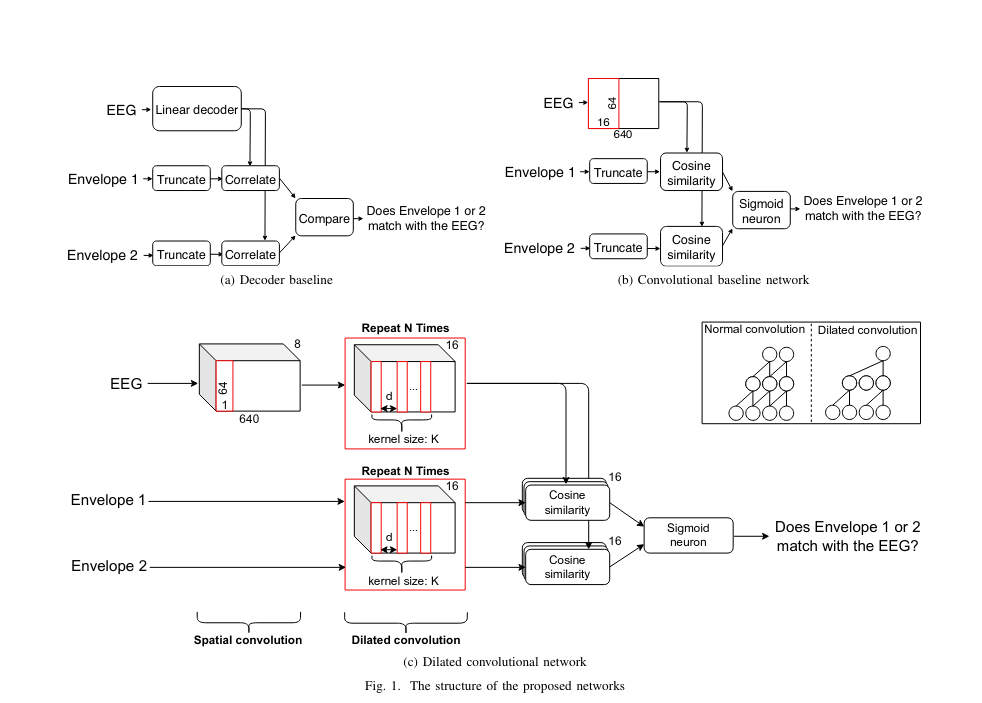 EEG
Linear decoder
Envelope 1
Truncate
Correlate
Compare
Does Envelope 1 or 2
match with the EEG?
Envelope 2
Truncate
Correlate
(a) Decoder baseline
EEG
64
16
640
Envelope 1
Truncate
Cosine
similarity
Sigmoid
neuron
Does Envelope 1 or 2
match with the EEG?
Envelope 2
Truncate
Cosine
similarity
(b) Convolutional baseline network
EEG
8
64
1
640
Repeat N Times
16
...
d
kernel size: K
Normal convolution
Dilated convolution
Repeat N Times
Envelope 1
Envelope 2
16
...
d
kernel size: K
16
Cosine
similarity
16
Cosine
similarity
Sigmoid
neuron
Does Envelope 1 or 2
match with the EEG?
Spatial convolution
Dilated convolution
(c) Dilated convolutional network
Fig. 1. The structure of the proposed networks